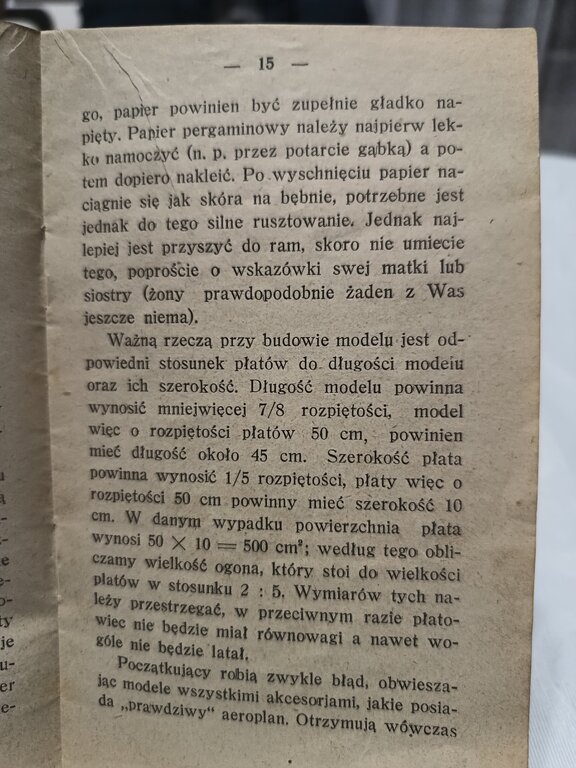 — 15 —
go, papier powinien być zupełnie gładko na-
pięty. Papier pergaminowy należy najpierw lek-
ko namoczyć (n. p. przez potarcie gąbką) a po-
tem dopiero nakleić. Po wyschnięciu papier na-
ciągnie się jak skóra na bębnie, potrzebne jest
jednak do tego silne rusztowanie. Jednak naj-
lepiej jest przyszyć do ram, skoro nie umiecie
tego, poproście o wskazówki swej matki lub
siostry (żony prawdopodobnie żaden z Was
jeszcze niema).
Ważną rzeczą przy budowie modelu jest od-
powiedni stosunek płatów do długości modelu
oraz ich szerokość. Długość modelu powinna
wynosić mniejwięcej 7/8 rozpiętości, model
więc o rozpiętości płatów 50 cm, powinien
mieć długość około 45 cm. Szerokość płata
powinna wynosić 1/5 rozpiętości, płaty więc o
rozpiętości 50 cm powinny mieć szerokość 10
cm. W danym wypadku powierzchnia płata
wynosi 50 × 10 = 500 cm²; według tego obli-
czamy wielkość ogona, który stoi do wielkości
płatów w stosunku 2 : 5. Wymiarów tych na-
leży przestrzegać, w przeciwnym razie płato-
wiec nie będzie miał równowagi a nawet wo-
góle nie będzie latał.
Początkujący robią zwykle błąd, obwiesza-
jąc modele wszystkimi akcesorjami, jakie posia-
da „prawdziwy" aeroplan. Otrzymują wówczas